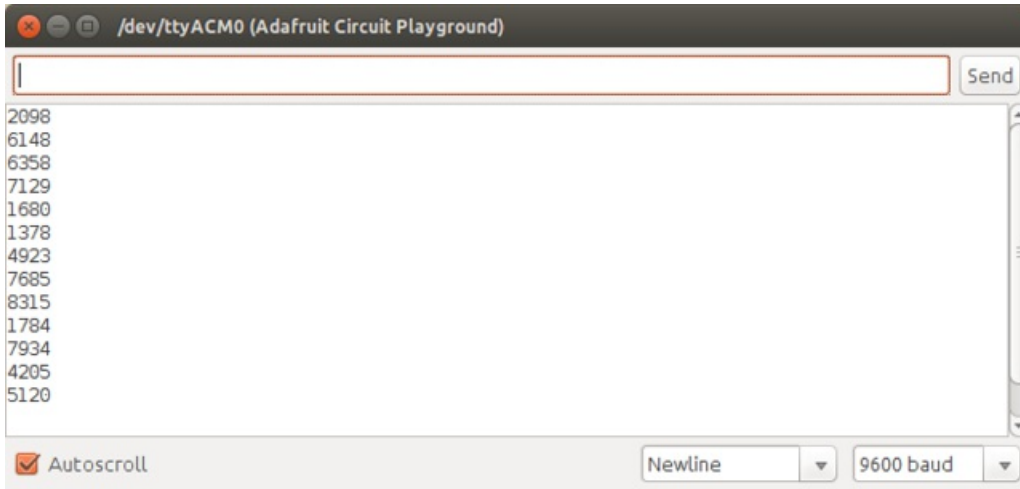 /dev/ttyACM0 (Adafruit Circuit Playground)
Send
2098
6148
6358
7129
1680
1378
4923
7685
8315
1784
7934
4205
5120
Autoscroll
Newline
9600 baud